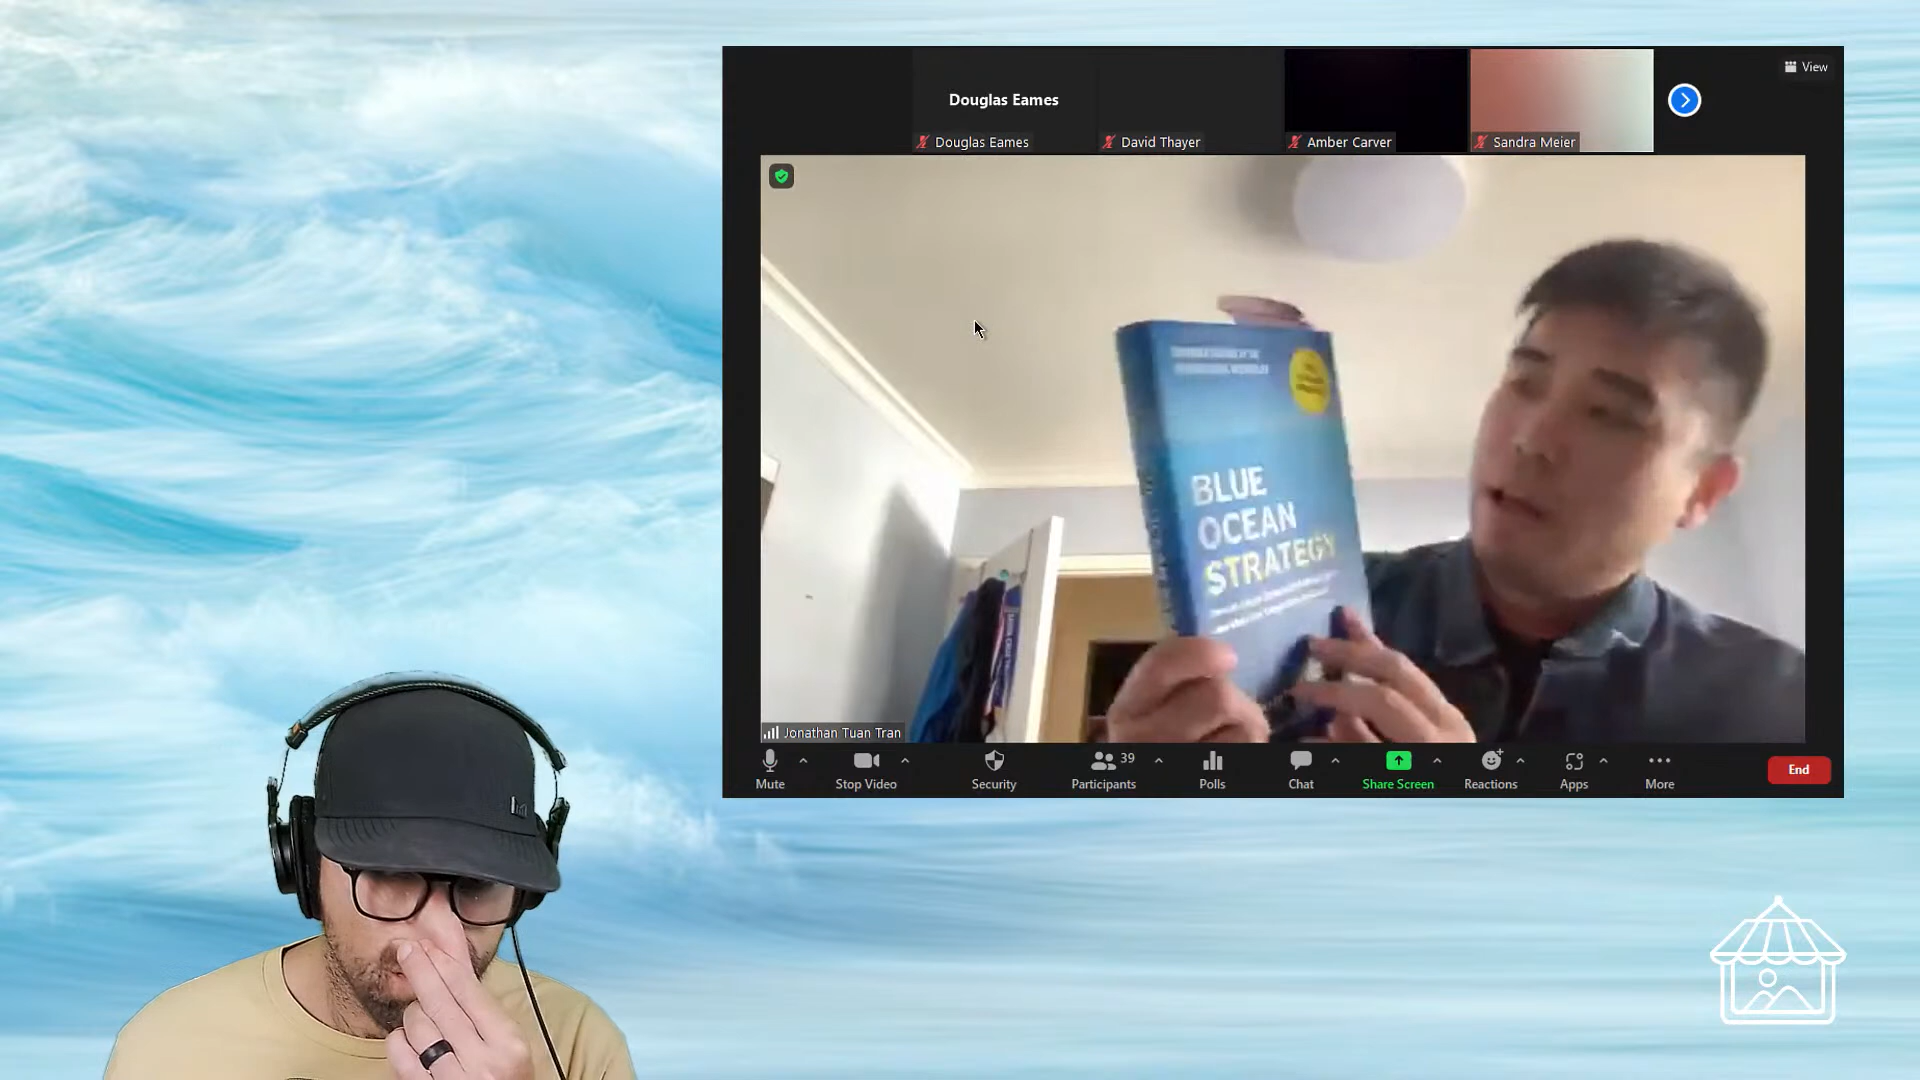 View
Douglas Eames
Douglas Eames
David Thayer
Amber Carver
Sandra Meier
BLUE
OCEAN
STRATEGY
Jonathan Tuan Tran
39
Mute
Stop Video
Security
Participants
Polls
Chat
Share Screen
Reactions
Apps
More
End